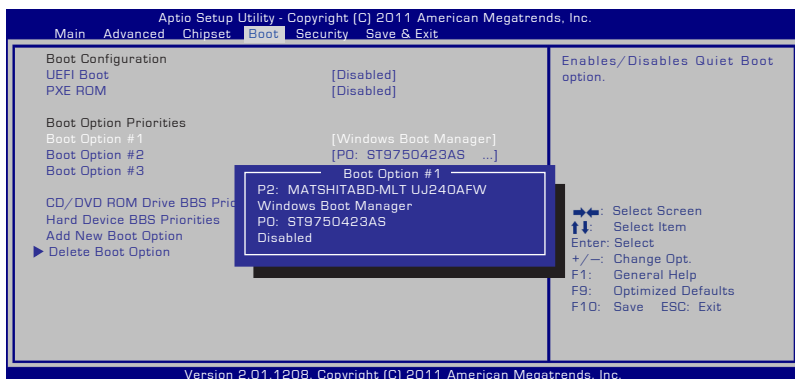 Aptio Setup Utility - Copyright (C) 2011 American Megatrends, Inc.
Main Advanced Chipset Boot Security Save & Exit
Boot Configuration
UEFI Boot [Disabled]
PXE ROM [Disabled]
Boot Option Priorities
Boot Option #1 [Windows Boot Manager]
Boot Option #2 [P0: ST9750423AS ...]
Boot Option #3
CD/DVD ROM Drive BBS Prio
Hard Device BBS Priorities
Add New Boot Option
Delete Boot Option
Boot Option #1
P2: MATSHITABD-MLT UJ240AFW
Windows Boot Manager
P0: ST9750423AS
Disabled
Enables/Disables Quiet Boot
option.
→←: Select Screen
↑↓: Select Item
Enter: Select
+/—: Change Opt.
F1: General Help
F9: Optimized Defaults
F10: Save ESC: Exit
Version 2.01.1208. Copyright (C) 2011 American Megatrends, Inc.